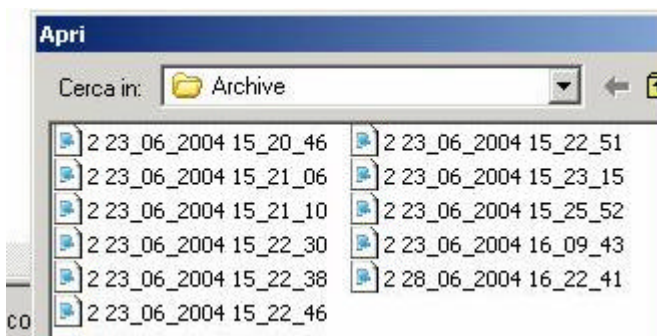 Apri
Cerca in: Archive
2 23_06_2004 15_20_46
2 23_06_2004 15_21_06
2 23_06_2004 15_21_10
2 23_06_2004 15_22_30
2 23_06_2004 15_22_38
2 23_06_2004 15_22_46
2 23_06_2004 15_22_51
2 23_06_2004 15_23_15
2 23_06_2004 15_25_52
2 23_06_2004 16_09_43
2 28_06_2004 16_22_41
co